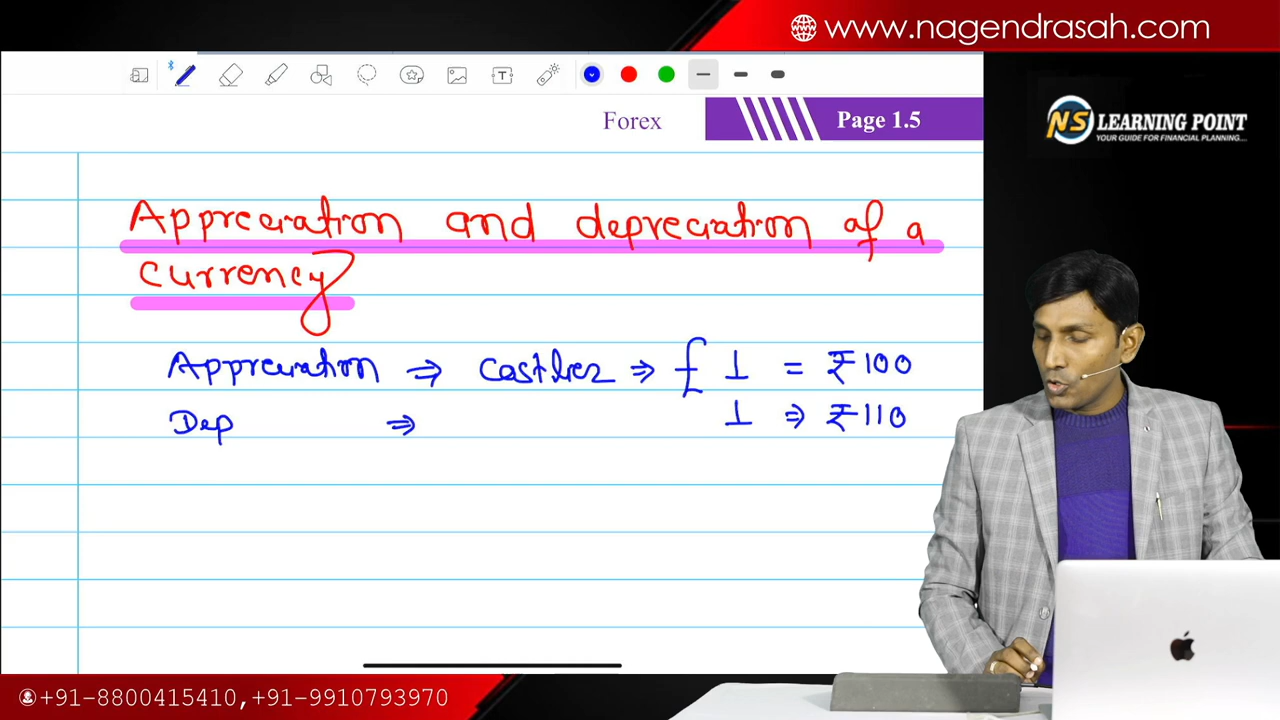 www.nagendrasah.com
Forex
Page 1.5
NS LEARNING POINT
YOUR GUIDE FOR FINANCIAL PLANNING....
Appreciation and depreciation of a
currency
Appreciation ⇒ Costlier ⇒ £ 1 = ₹100
Dep ⇒ 1 ⇒ ₹110
+91-8800415410,+91-9910793970